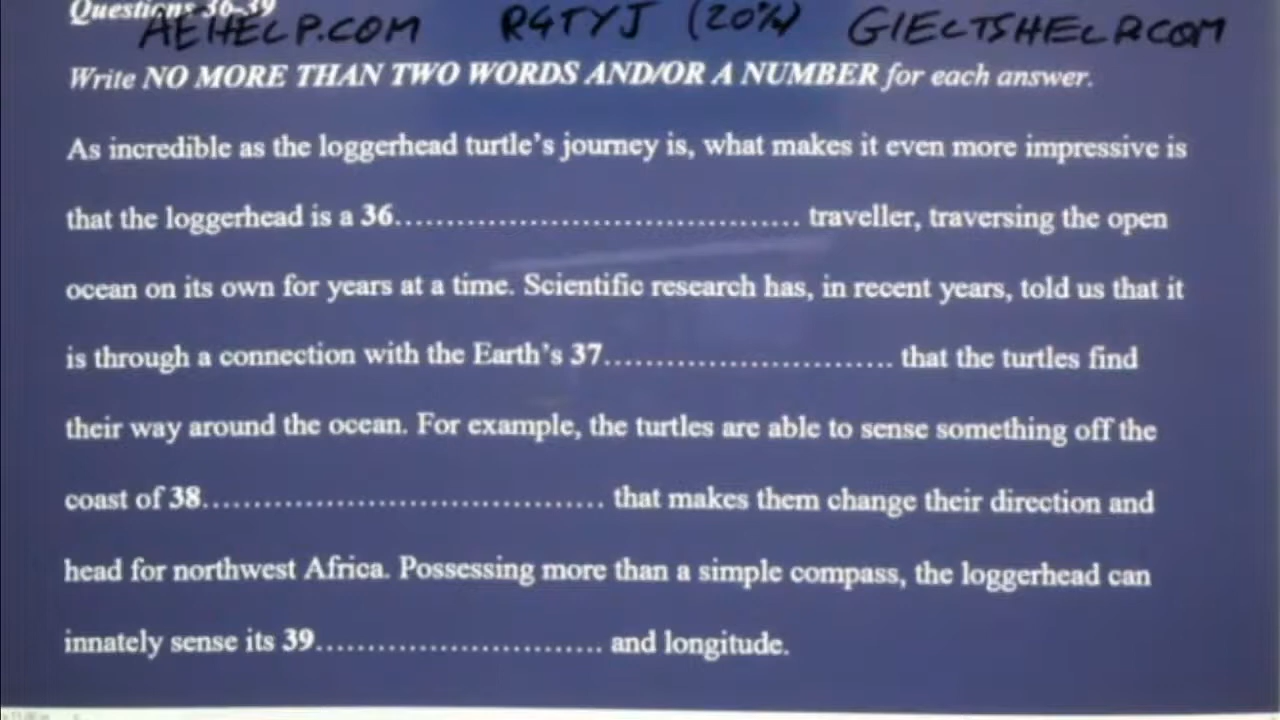 Questions 36-39
AEHELP.COM R4TYJ (20%) GIELTSHELP.COM
Write NO MORE THAN TWO WORDS AND/OR A NUMBER for each answer.
As incredible as the loggerhead turtle's journey is, what makes it even more impressive is
that the loggerhead is a 36.................................... traveller, traversing the open
ocean on its own for years at a time. Scientific research has, in recent years, told us that it
is through a connection with the Earth's 37.......................... that the turtles find
their way around the ocean. For example, the turtles are able to sense something off the
coast of 38.................................... that makes them change their direction and
head for northwest Africa. Possessing more than a simple compass, the loggerhead can
innately sense its 39.......................... and longitude.